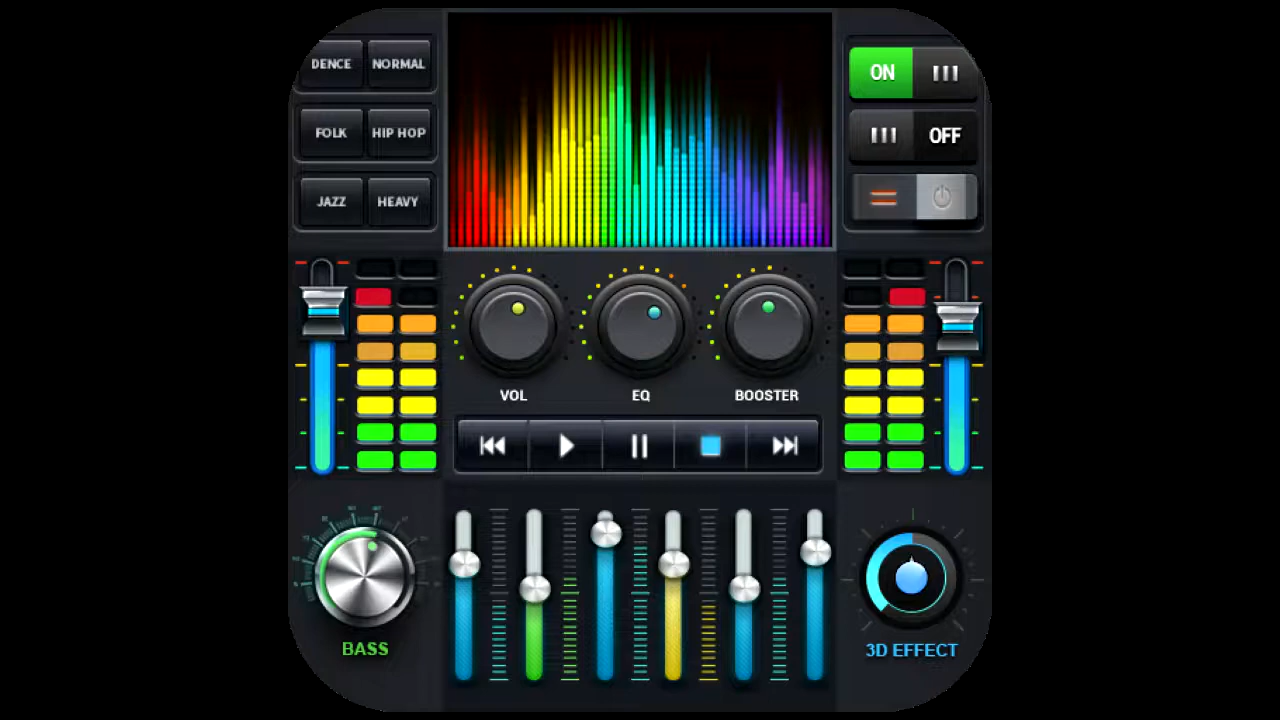 DENCE NORMAL
ON
FOLK HIP HOP
OFF
JAZZ HEAVY
VOL EQ BOOSTER
BASS
3D EFFECT